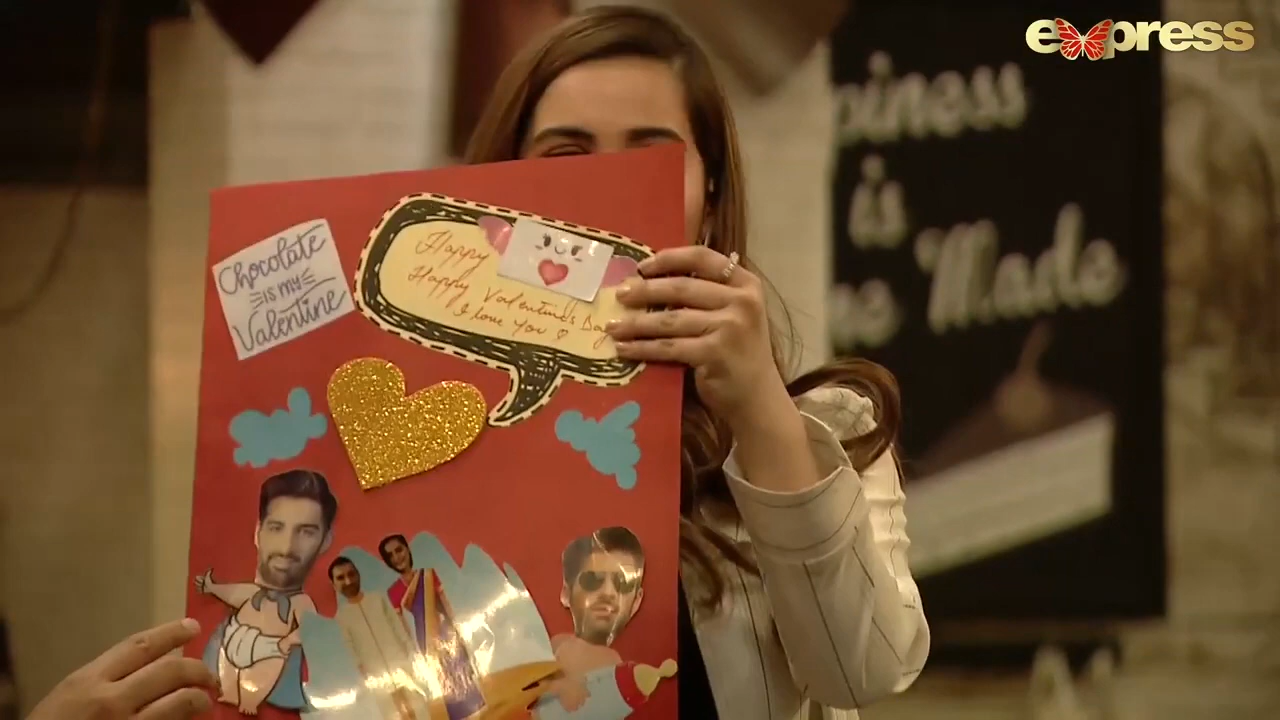 express
Chocolate
IS MY
Valentine
Happy
Happy Valentine's Day
I love You
is
Made